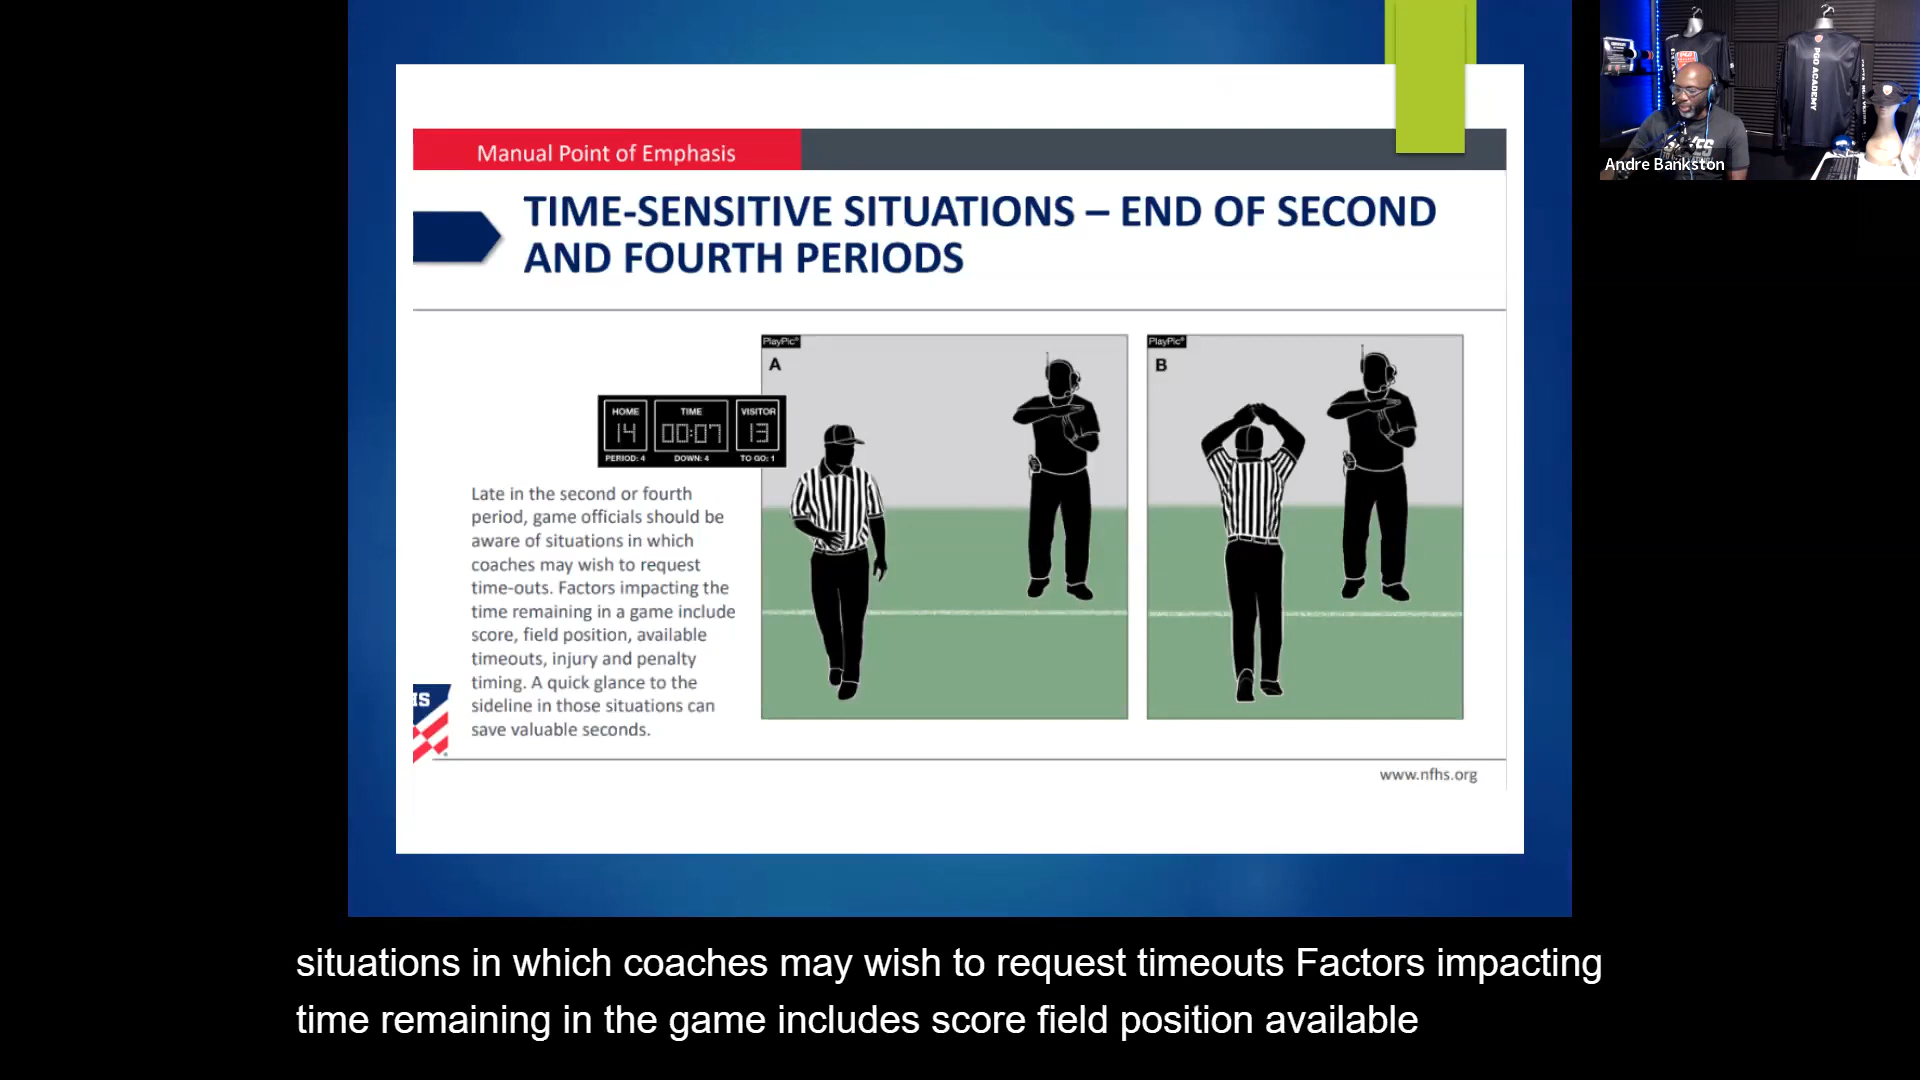 Manual Point of Emphasis
TIME-SENSITIVE SITUATIONS – END OF SECOND
AND FOURTH PERIODS
PlayPic®
A
PlayPic®
B
HOME
TIME
VISITOR
14
00:07
13
PERIOD: 4
DOWN: 4
TO GO: 1
Late in the second or fourth
period, game officials should be
aware of situations in which
coaches may wish to request
time-outs. Factors impacting the
time remaining in a game include
score, field position, available
timeouts, injury and penalty
timing. A quick glance to the
sideline in those situations can
save valuable seconds.
HS
www.nfhs.org
PGO ACADEMY
Andre Bankston
situations in which coaches may wish to request timeouts Factors impacting
time remaining in the game includes score field position available